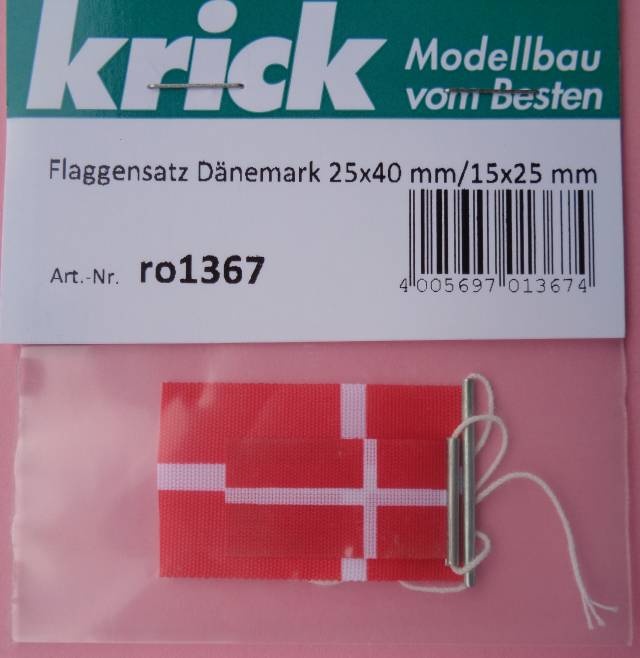 krick
Modellbau
vom Besten
Flaggensatz Dänemark 25x40 mm/15x25 mm
Art.-Nr. ro1367
4 005697 013674